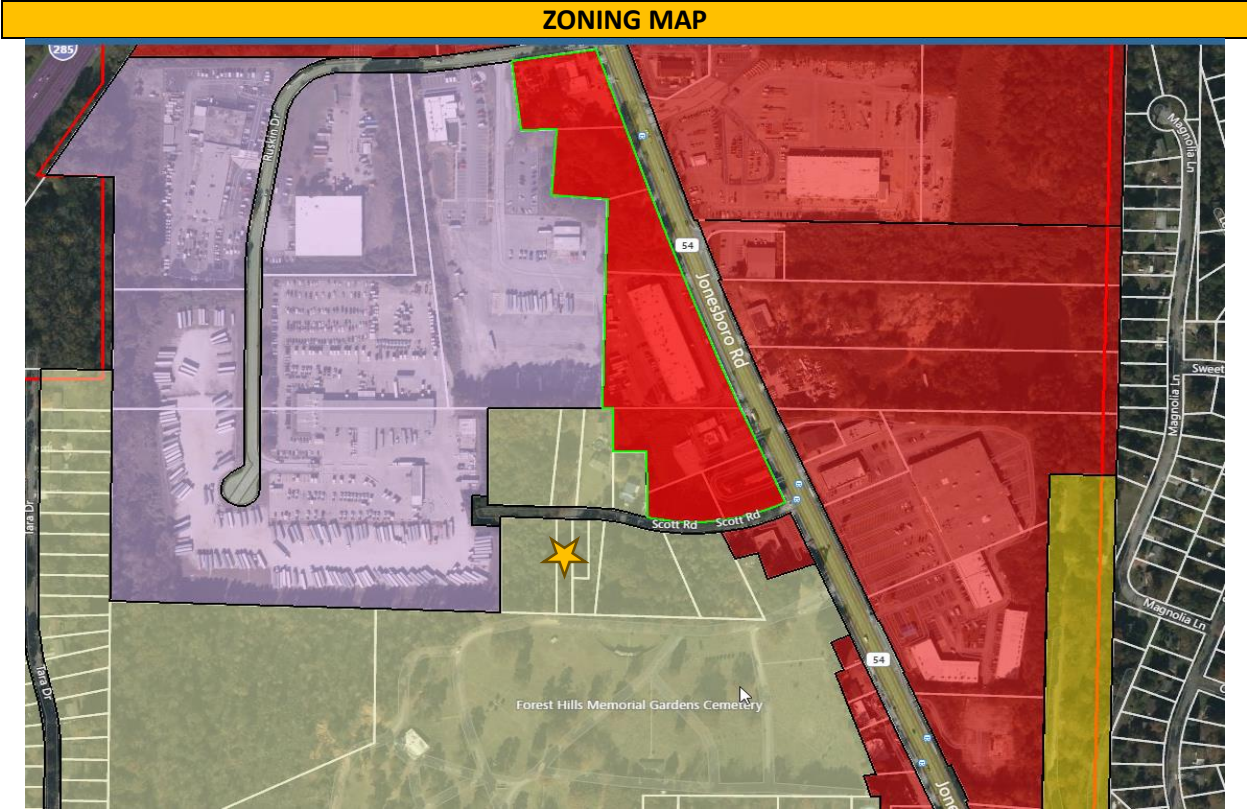 ZONING MAP
285
Ruskin Dr
Magnolia Ln
54
Jonesboro Rd
Sweet
Magnolia Ln
Tara Dr
Scott Rd
Scott Rd
Magnolia Ln
54
Tara Dr
Forest Hills Memorial Gardens Cemetery
Jone